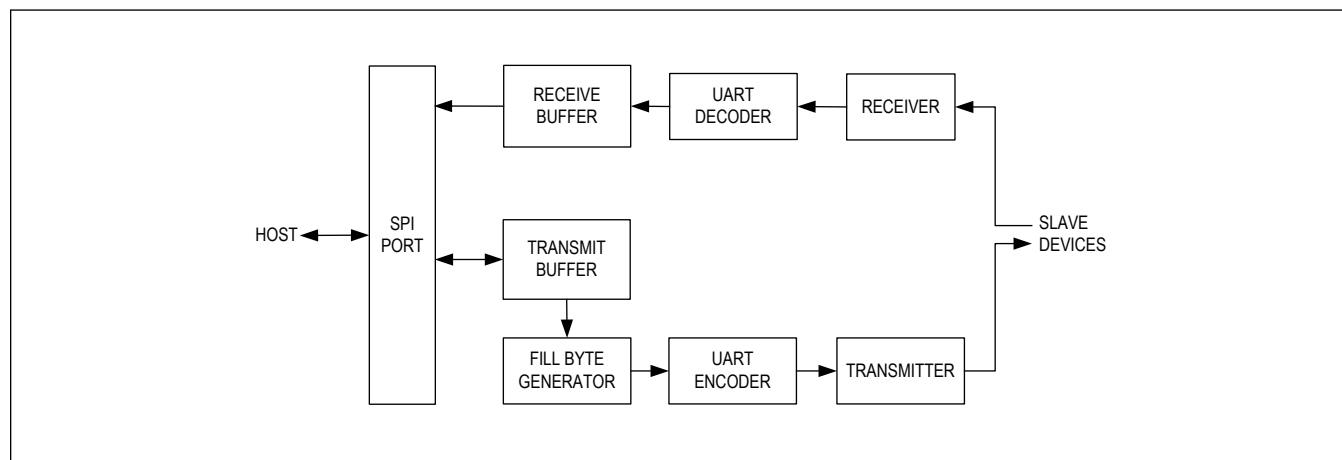 RECEIVE
BUFFER
UART
DECODER
RECEIVER
SPI
PORT
HOST
TRANSMIT
BUFFER
SLAVE
DEVICES
FILL BYTE
GENERATOR
UART
ENCODER
TRANSMITTER